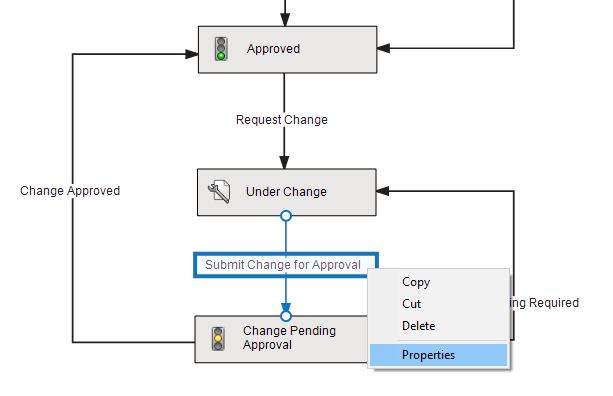 Approved
Request Change
Change Approved
Under Change
Submit Change for Approval
Copy
Cut
Required
Delete
Change Pending
Approval
Properties